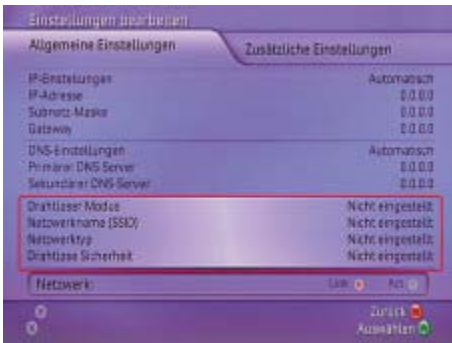 Einstellungen bearbeiten
Allgemeine Einstellungen
Zusätzliche Einstellungen
IP-Einstellungen Automatisch
IP-Adresse 0.0.0.0
Subnetz-Maske 0.0.0.0
Gateway 0.0.0.0
DNS-Einstellungen Automatisch
Primärer DNS Server 0.0.0.0
Sekundärer DNS-Server 0.0.0.0
Drahtloser Modus Nicht eingestellt
Netzwerkname (SSID) Nicht eingestellt
Netzwerktyp Nicht eingestellt
Drahtlose Sicherheit Nicht eingestellt
Netzwerk: Link Act
Zurück B
Auswählen A